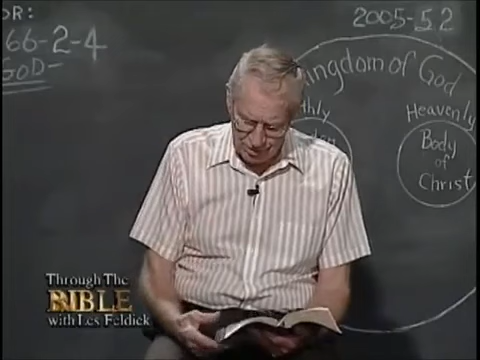 OR:
66-2-4
GOD-
2005-52
Kingdom of God
Heavenly
Body
of
Christ
Through The
BIBLE
with Les Feldick